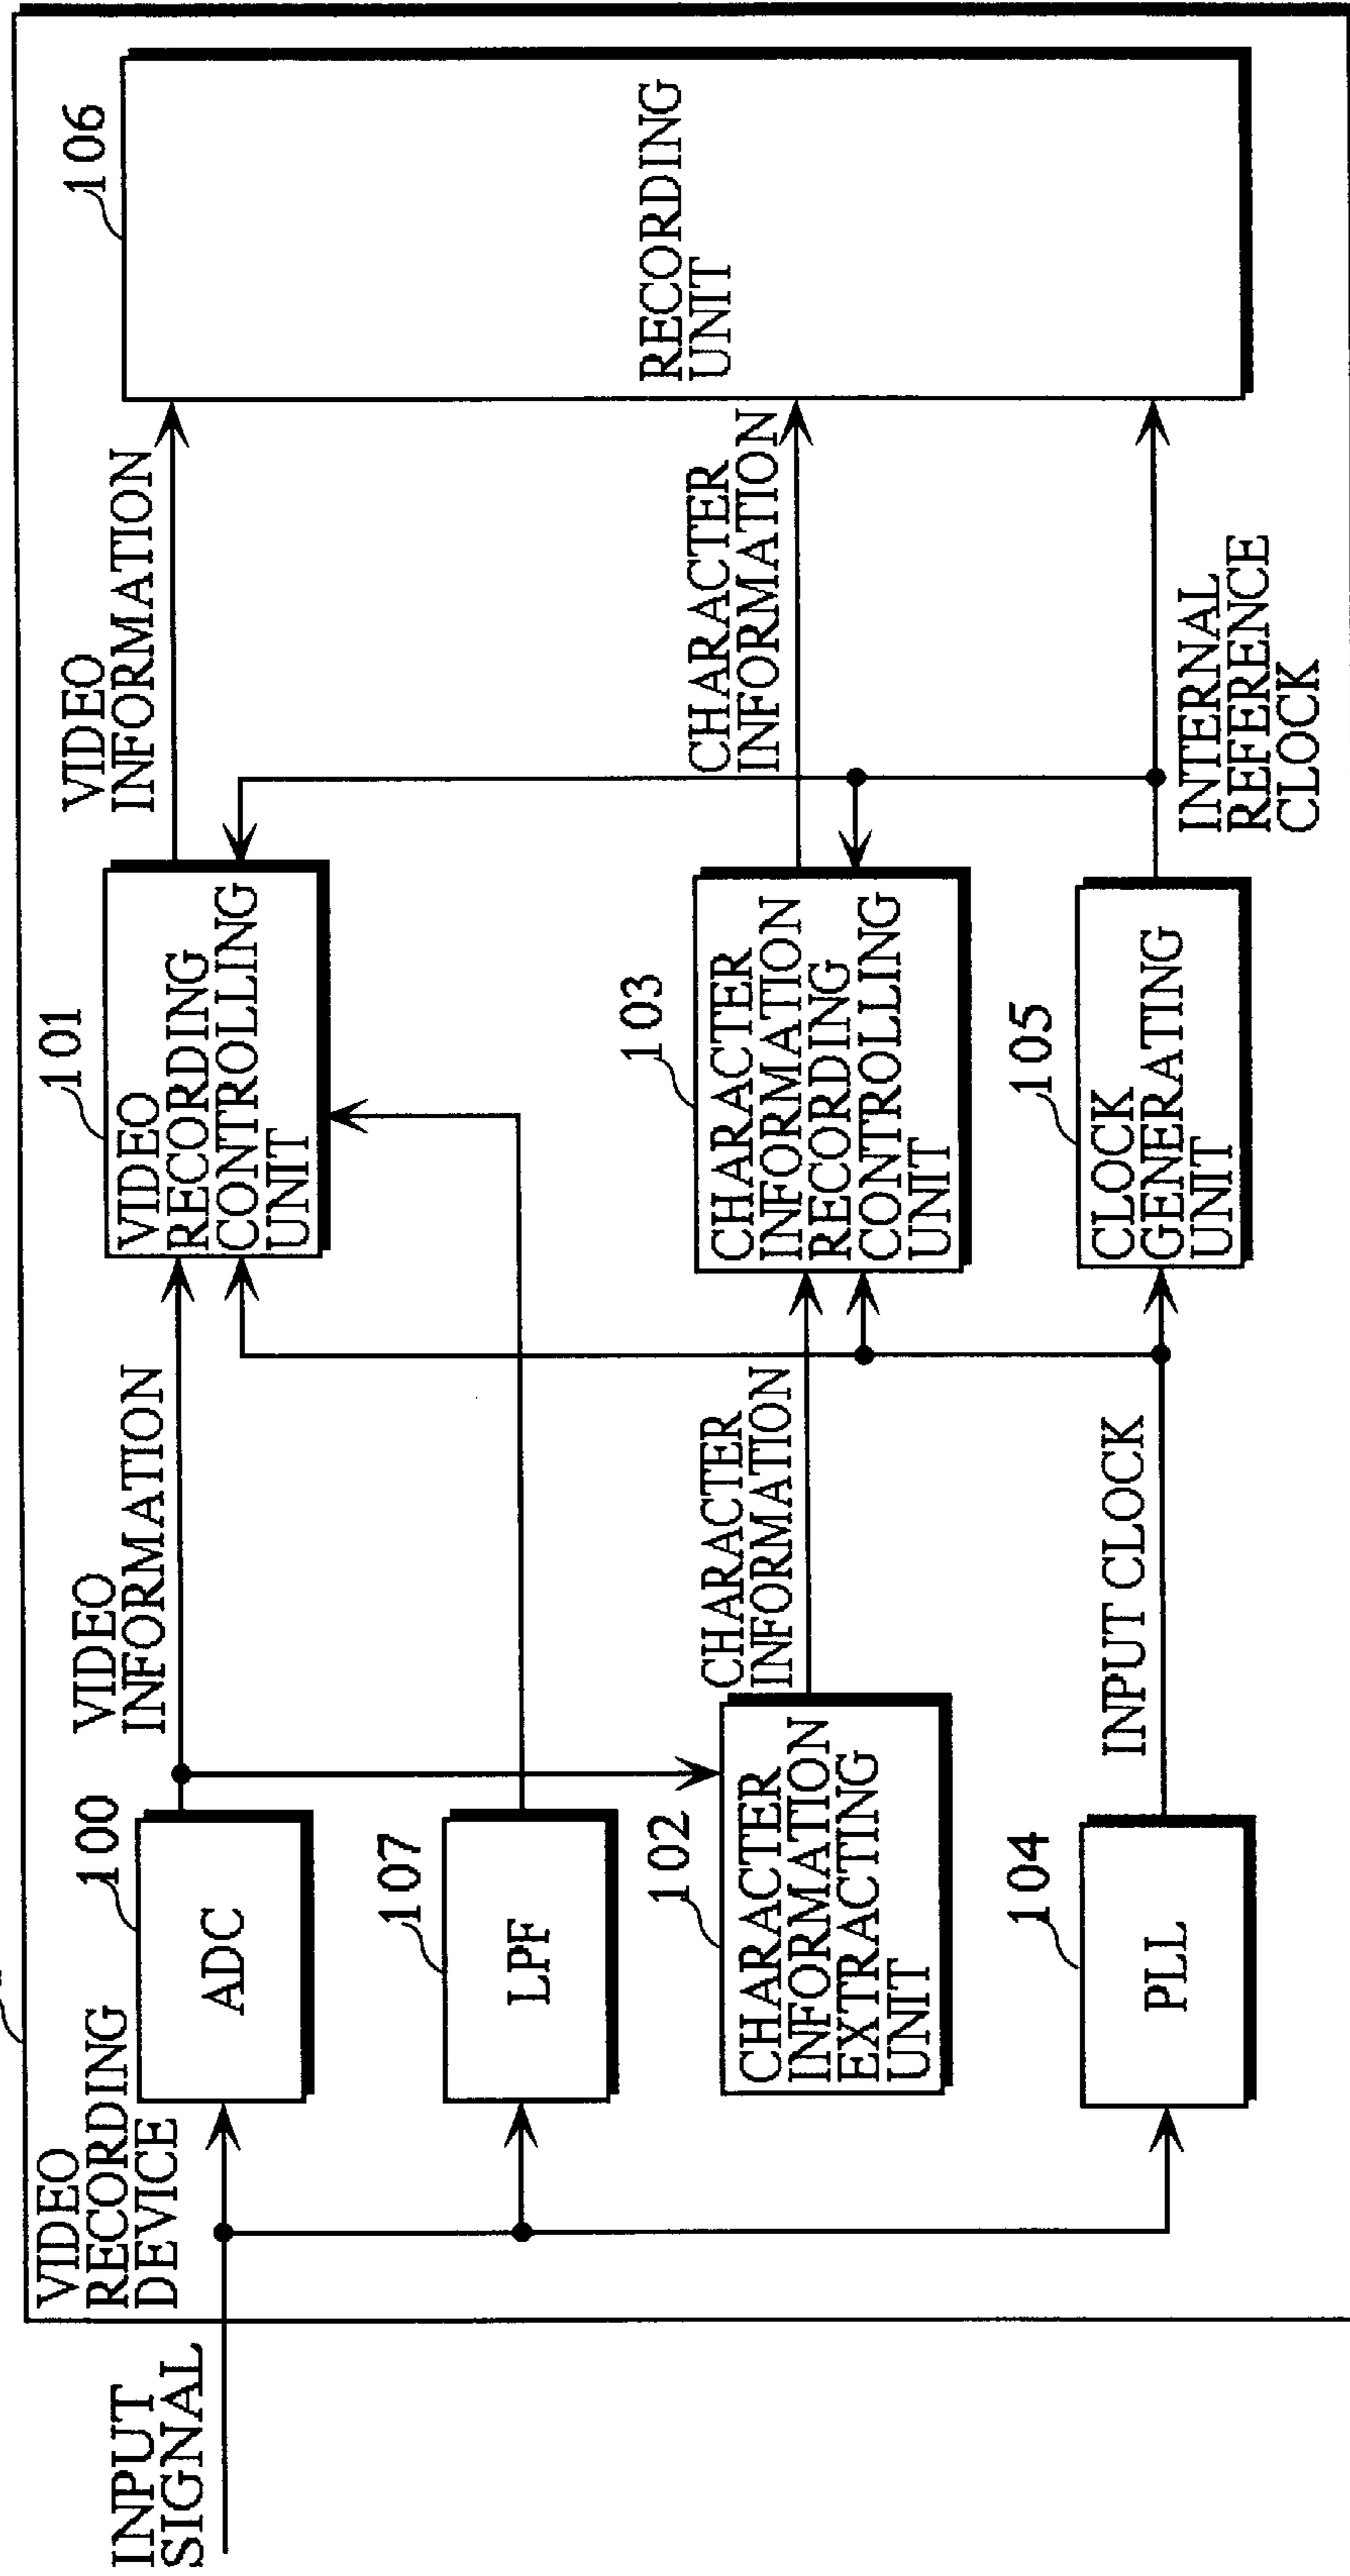 INPUT
SIGNAL
VIDEO
RECORDING
DEVICE
100
ADC
107
LPF
102
CHARACTER
INFORMATION
EXTRACTING
UNIT
104
PLL
VIDEO
INFORMATION
CHARACTER
INFORMATION
INPUT CLOCK
101
VIDEO
RECORDING
CONTROLLING
UNIT
103
CHARACTER
INFORMATION
RECORDING
CONTROLLING
UNIT
105
CLOCK
GENERATING
UNIT
VIDEO
INFORMATION
CHARACTER
INFORMATION
INTERNAL
REFERENCE
CLOCK
106
RECORDING
UNIT